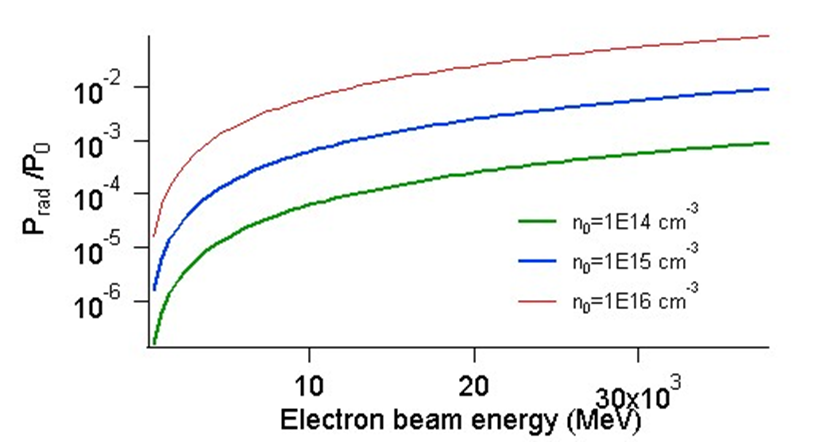 10⁻²
10⁻³
10⁻⁴
10⁻⁵
10⁻⁶
P_rad /P₀
n₀=1E14 cm⁻³
n₀=1E15 cm⁻³
n₀=1E16 cm⁻³
10 20 30x10³
Electron beam energy (MeV)